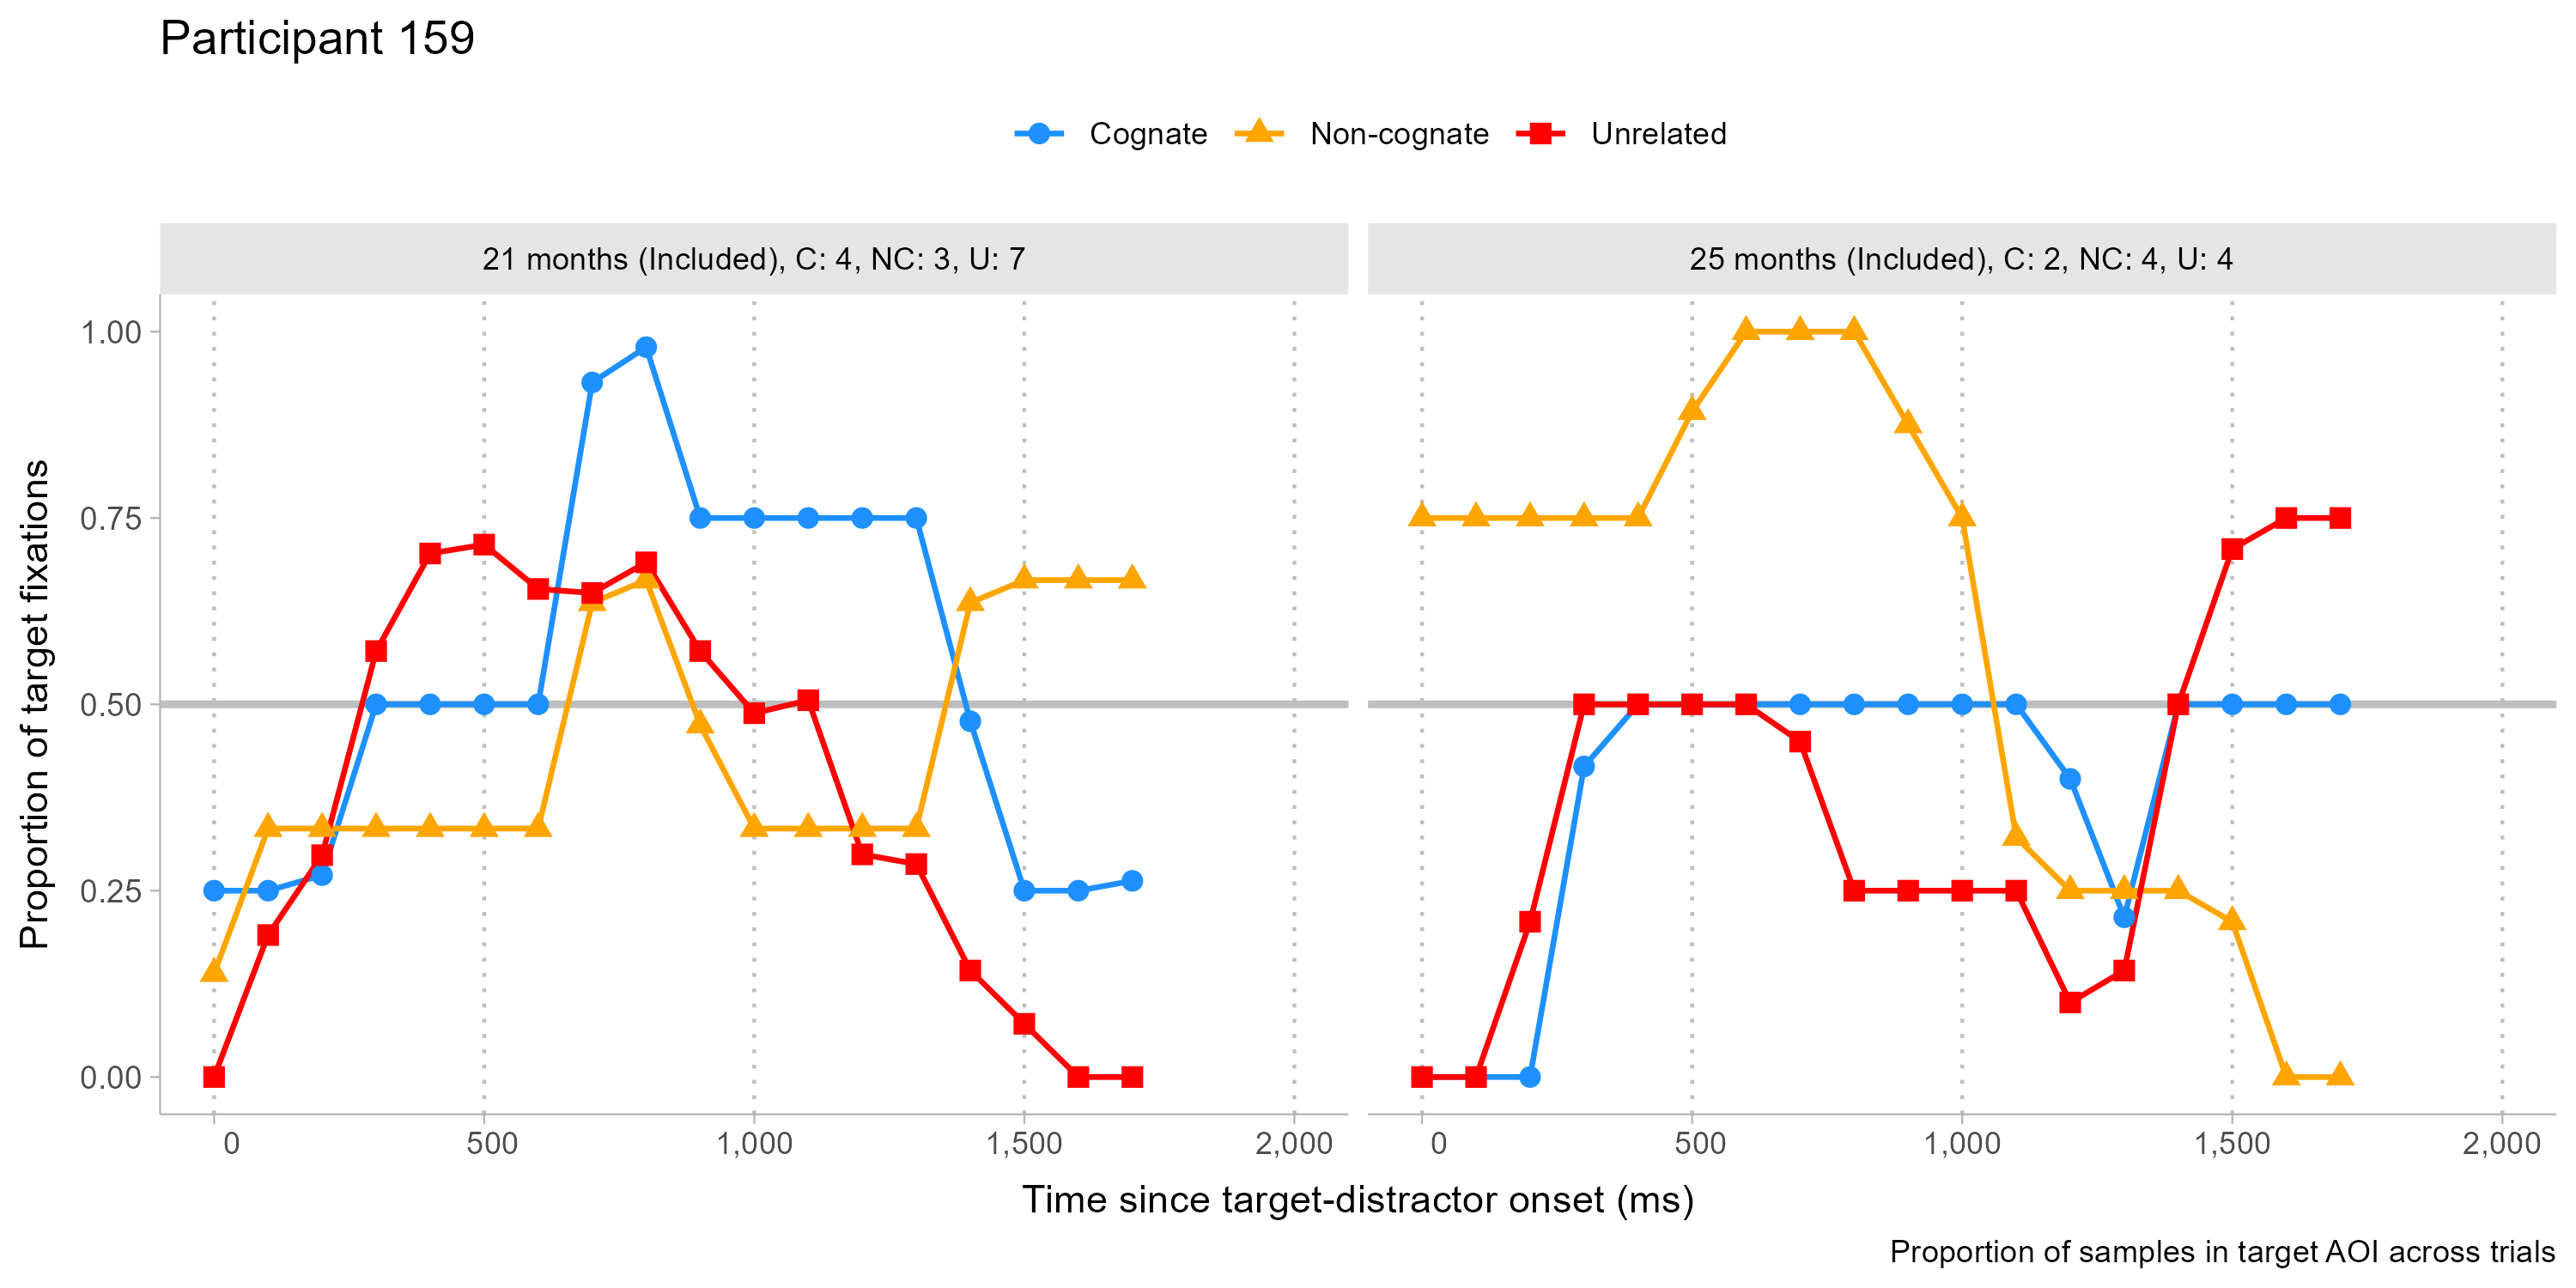 Participant 159
Cognate Non-cognate Unrelated
21 months (Included), C: 4, NC: 3, U: 7
25 months (Included), C: 2, NC: 4, U: 4
Proportion of target fixations
1.00
0.75
0.50
0.25
0.00
0 500 1,000 1,500 2,000
0 500 1,000 1,500 2,000
Time since target-distractor onset (ms)
Proportion of samples in target AOI across trials